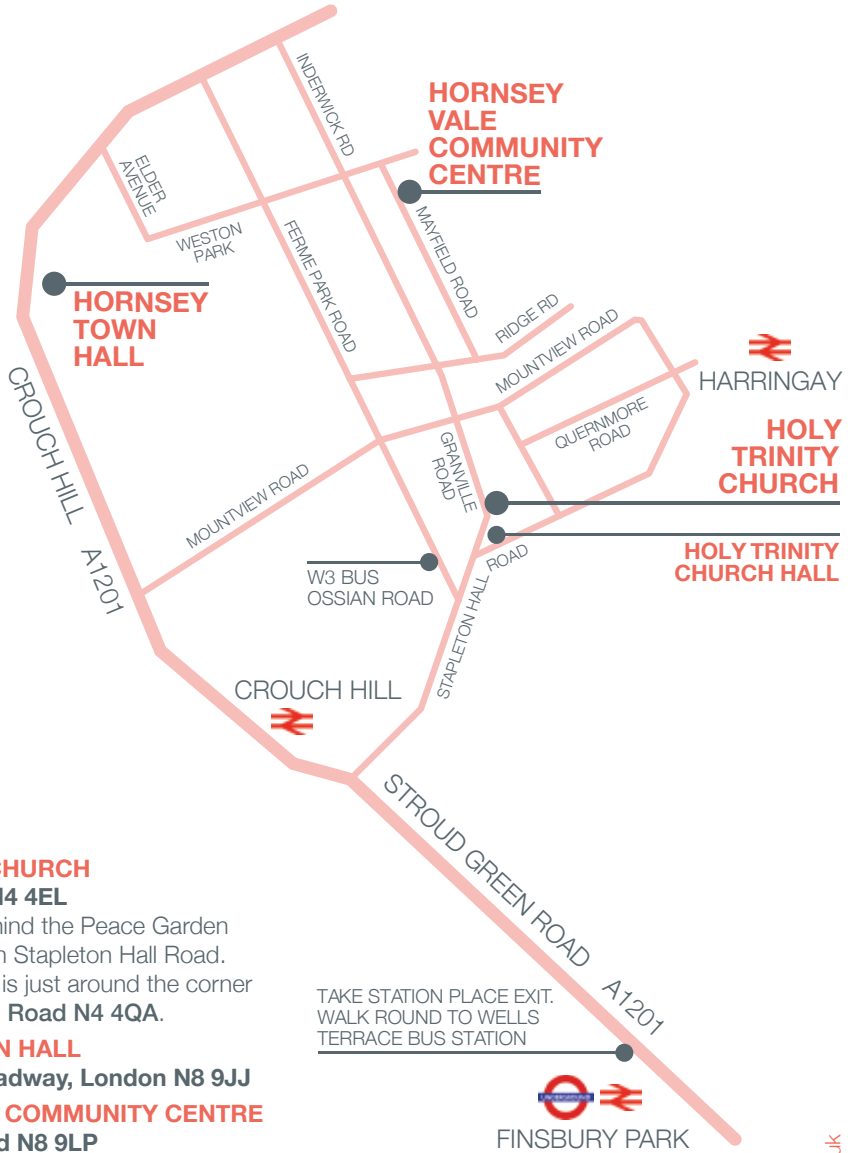 INDERWICK RD
HORNSEY
VALE
COMMUNITY
CENTRE
ELDER
AVENUE
WESTON
PARK
FERME PARK ROAD
MAYFIELD ROAD
HORNSEY
TOWN
HALL
RIDGE RD
MOUNTVIEW ROAD
HARRINGAY
CROUCH HILL A1201
QUERNMORE
ROAD
HOLY
TRINITY
CHURCH
GRANVILLE
ROAD
MOUNTVIEW ROAD
HOLY TRINITY
CHURCH HALL
W3 BUS
OSSIAN ROAD
STAPLETON HALL ROAD
CROUCH HILL
STROUD GREEN ROAD A1201
CHURCH
N4 4EL
hind the Peace Garden
n Stapleton Hall Road.
is just around the corner
Road N4 4QA.
N HALL
adway, London N8 9JJ
COMMUNITY CENTRE
d N8 9LP
TAKE STATION PLACE EXIT.
WALK ROUND TO WELLS
TERRACE BUS STATION
UNDERGROUND
FINSBURY PARK
uk